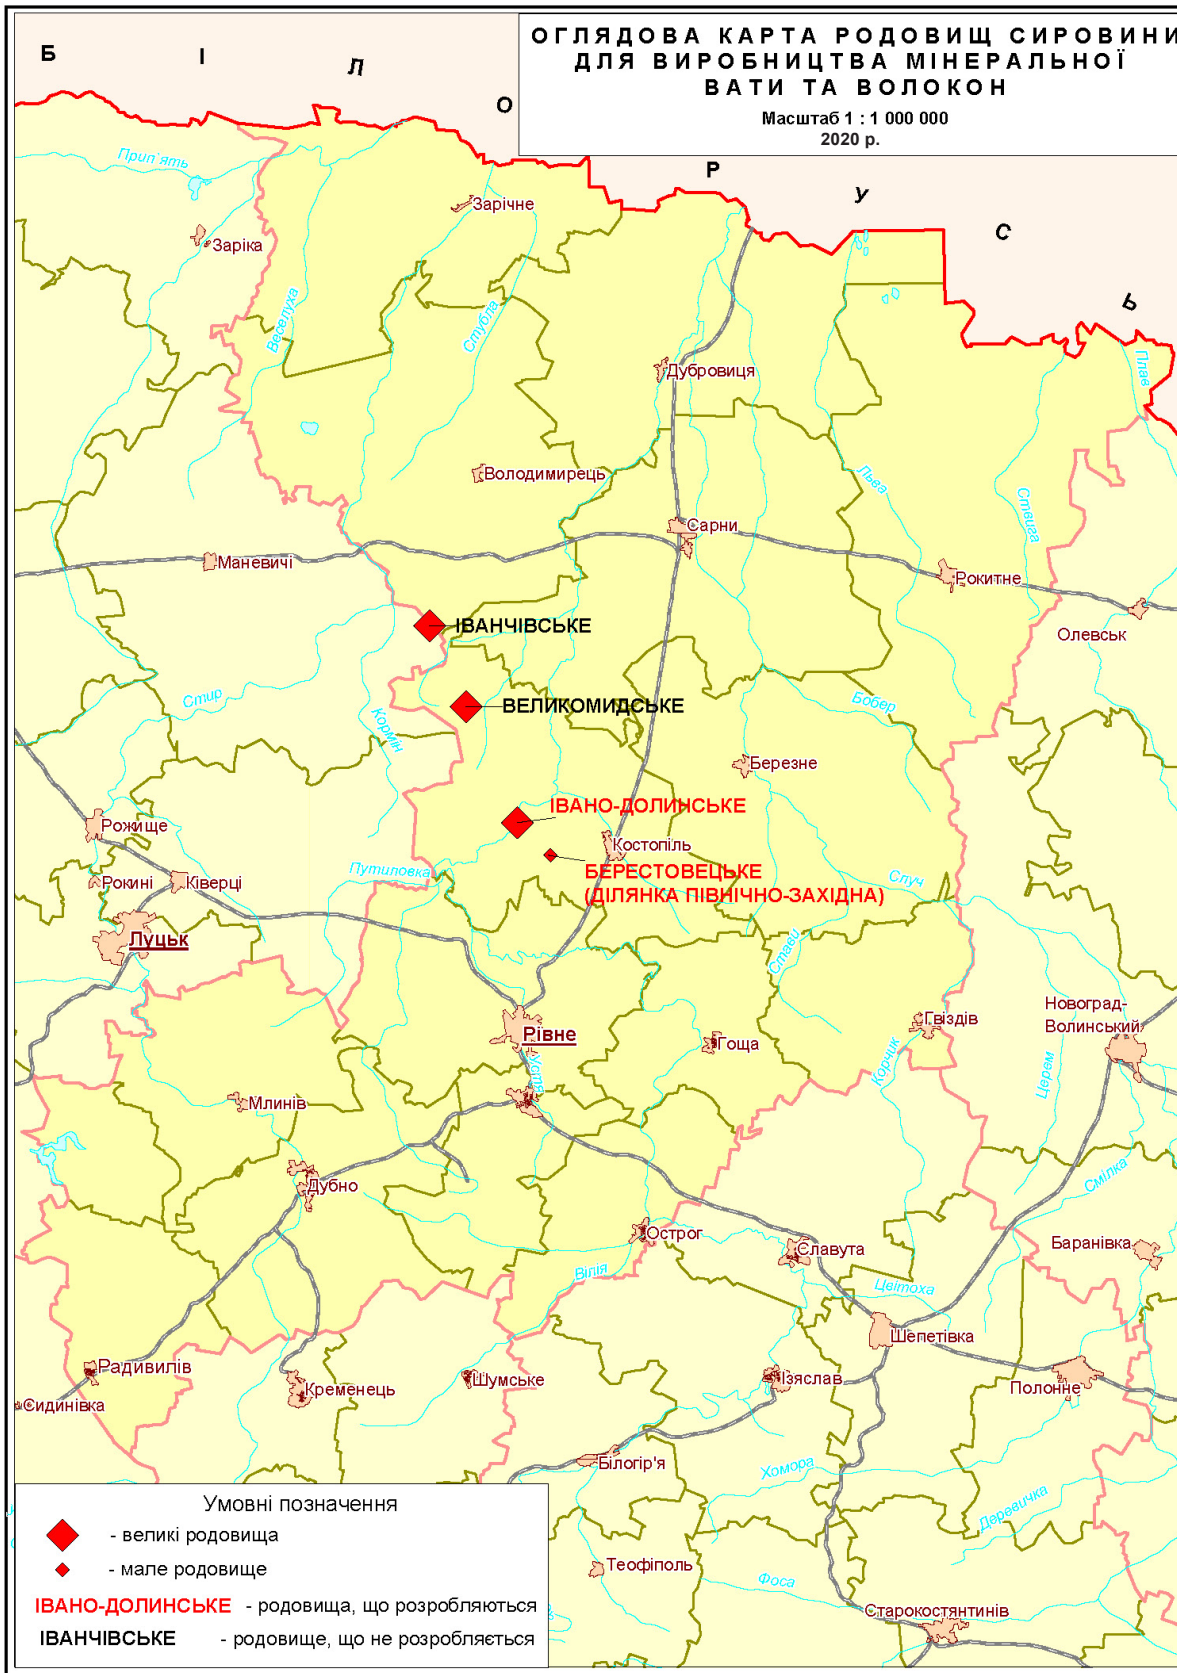 ОГЛЯДОВА КАРТА РОДОВИЩ СИРОВИНИ
ДЛЯ ВИРОБНИЦТВА МІНЕРАЛЬНОЇ
ВАТИ ТА ВОЛОКОН
Масштаб 1 : 1 000 000
2020 р.
Б І Л О Р У С Ь
Прип'ять
Зарічне
Заріка
Веселуха
Стубла
Плав
Дубровиця
Володимирець
Льва
Ствига
Сарни
Маневичі
Рокитне
Олевськ
ІВАНЧІВСЬКЕ
Стир
Кормін
ВЕЛИКОМИДСЬКЕ
Бобер
Березне
ІВАНО-ДОЛИНСЬКЕ
Рожище
Костопіль
Путиловка
БЕРЕСТОВЕЦЬКЕ
(ДІЛЯНКА ПІВНІЧНО-ЗАХІДНА)
Рокині
Ківерці
Случ
Луцьк
Стави
Новоград-
Волинський
Гвіздів
Рівне
Гоща
Устя
Корчик
Церем
Млинів
Дубно
Смілка
Острог
Славута
Баранівка
Вілія
Цвітоха
Шепетівка
Радивилів
Кременець
Шумське
Ізяслав
Полонне
Сидинівка
Білогір'я
Хомора
Деревичка
Теофіполь
Фоса
Старокостянтинів
Умовні позначення
- великі родовища
- мале родовище
ІВАНО-ДОЛИНСЬКЕ - родовища, що розробляються
ІВАНЧІВСЬКЕ - родовище, що не розробляється